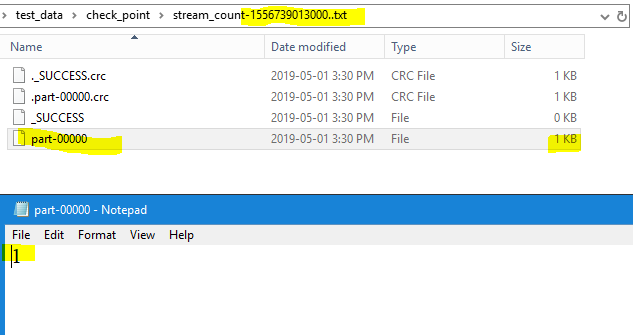 test_data > check_point > stream_count-1556739013000..txt
Name Date modified Type Size
._SUCCESS.crc 2019-05-01 3:30 PM CRC File 1 KB
.part-00000.crc 2019-05-01 3:30 PM CRC File 1 KB
_SUCCESS 2019-05-01 3:30 PM File 0 KB
part-00000 2019-05-01 3:30 PM File 1 KB
part-00000 - Notepad
File Edit Format View Help
1